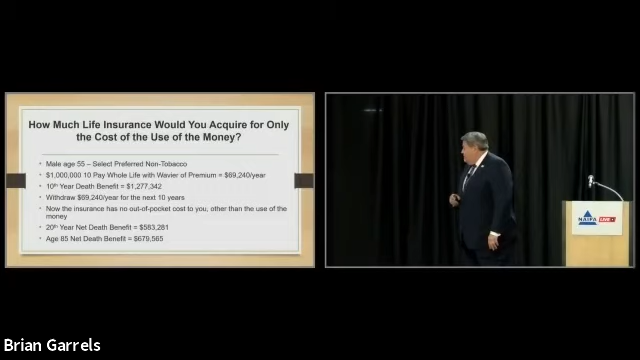 How Much Life Insurance Would You Acquire for Only
the Cost of the Use of the Money?
• Male age 55 – Select Preferred Non-Tobacco
• $1,000,000 10 Pay Whole Life with Wavier of Premium = $69,240/year
• 10th Year Death Benefit = $1,277,342
• Withdraw $69,240/year for the next 10 years
• Now the insurance has no out-of-pocket cost to you, other than the use of the
money
• 20th Year Net Death Benefit = $583,281
• Age 85 Net Death Benefit = $679,565
NAIFA
LIVE
Brian Garrels